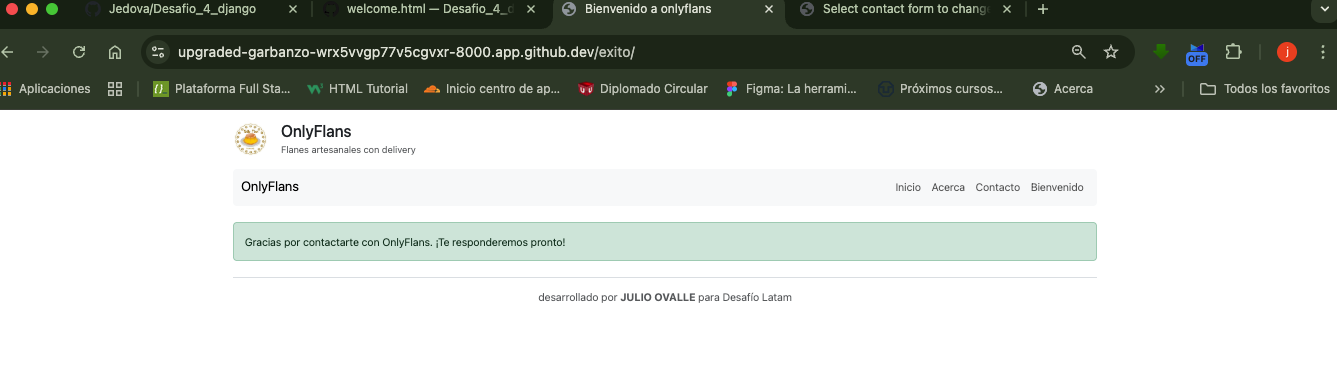 Jedova/Desafio_4_django
welcome.html — Desafio_4_d
Bienvenido a onlyflans
Select contact form to change
upgraded-garbanzo-wrx5vvgp77v5cgvxr-8000.app.github.dev/exito/
OFF
j
Aplicaciones
Plataforma Full Sta...
HTML Tutorial
Inicio centro de ap...
Diplomado Circular
Figma: La herrami...
Próximos cursos...
Acerca
Todos los favoritos
OnlyFlans
Flanes artesanales con delivery
OnlyFlans
Inicio Acerca Contacto Bienvenido
Gracias por contactarte con OnlyFlans. ¡Te responderemos pronto!
desarrollado por JULIO OVALLE para Desafío Latam